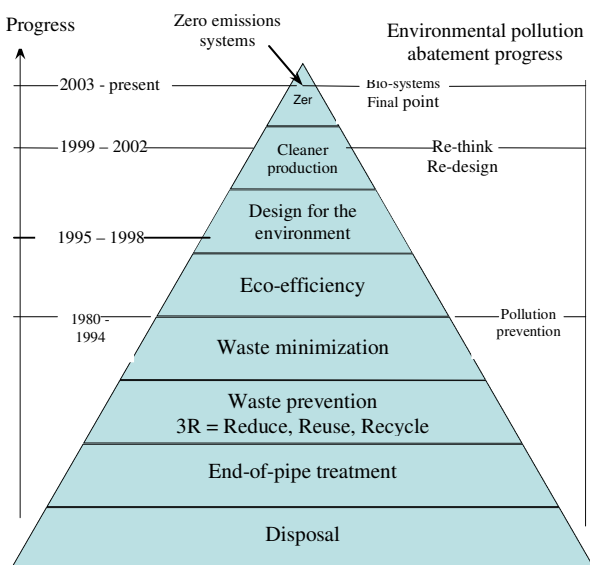 Progress
Zero emissions
systems
Environmental pollution
abatement progress
2003 - present
Zer
Bio-systems
Final point
1999 – 2002
Cleaner
production
Re-think
Re-design
Design for the
environment
1995 – 1998
Eco-efficiency
1980 -
1994
Pollution
prevention
Waste minimization
Waste prevention
3R = Reduce, Reuse, Recycle
End-of-pipe treatment
Disposal